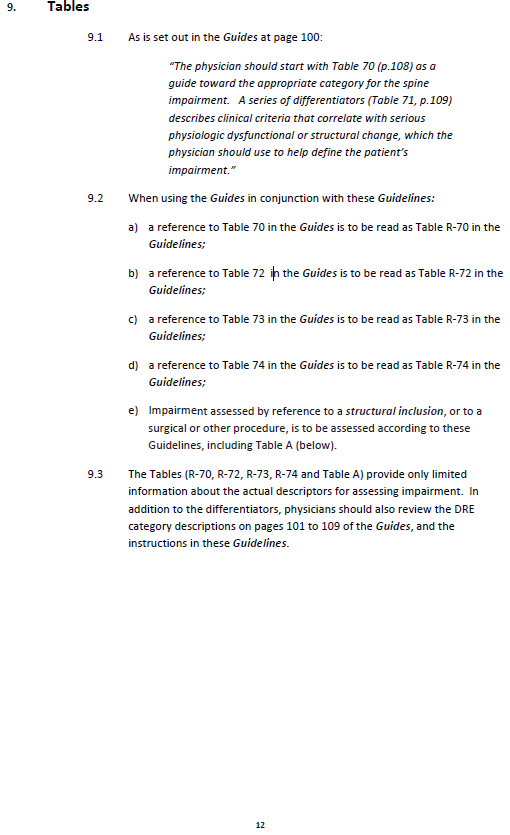 9. Tables
9.1 As is set out in the Guides at page 100:
"The physician should start with Table 70 (p.108) as a
guide toward the appropriate category for the spine
impairment. A series of differentiators (Table 71, p.109)
describes clinical criteria that correlate with serious
physiologic dysfunctional or structural change, which the
physician should use to help define the patient's
impairment."
9.2 When using the Guides in conjunction with these Guidelines:
a) a reference to Table 70 in the Guides is to be read as Table R-70 in the
Guidelines;
b) a reference to Table 72 in the Guides is to be read as Table R-72 in the
Guidelines;
c) a reference to Table 73 in the Guides is to be read as Table R-73 in the
Guidelines;
d) a reference to Table 74 in the Guides is to be read as Table R-74 in the
Guidelines;
e) Impairment assessed by reference to a structural inclusion, or to a
surgical or other procedure, is to be assessed according to these
Guidelines, including Table A (below).
9.3 The Tables (R-70, R-72, R-73, R-74 and Table A) provide only limited
information about the actual descriptors for assessing impairment. In
addition to the differentiators, physicians should also review the DRE
category descriptions on pages 101 to 109 of the Guides, and the
instructions in these Guidelines.
12